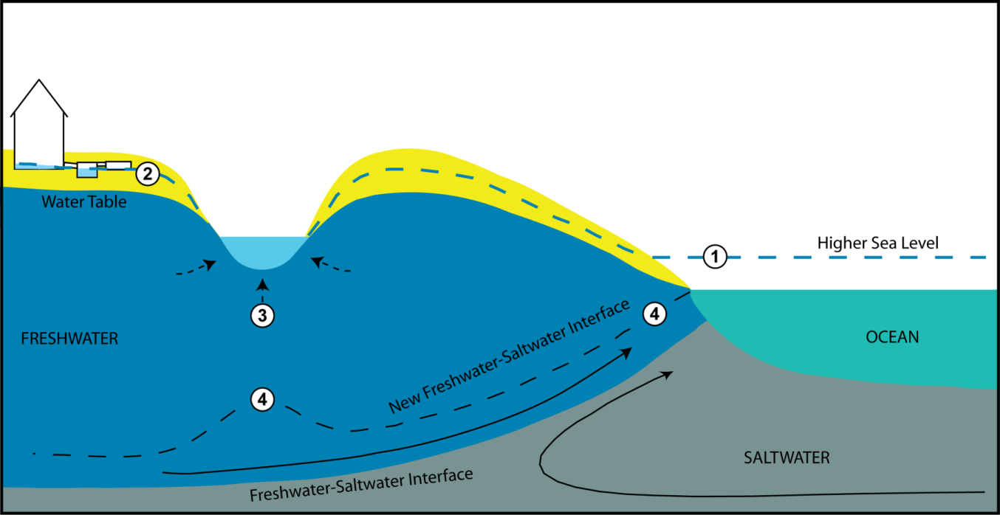 2
Water Table
Higher Sea Level
1
3
4
New Freshwater-Saltwater Interface
FRESHWATER
OCEAN
4
SALTWATER
Freshwater-Saltwater Interface